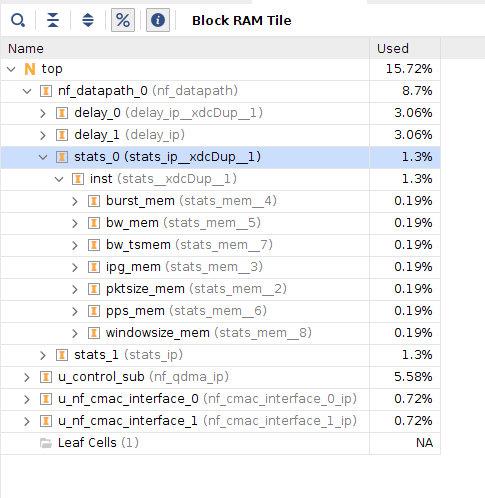 % i Block RAM Tile
Name Used
N top 15.72%
I nf_datapath_0 (nf_datapath) 8.7%
I delay_0 (delay_ip__xdcDup__1) 3.06%
I delay_1 (delay_ip) 3.06%
I stats_0 (stats_ip__xdcDup__1) 1.3%
I inst (stats__xdcDup__1) 1.3%
I burst_mem (stats_mem__4) 0.19%
I bw_mem (stats_mem__5) 0.19%
I bw_tsmem (stats_mem__7) 0.19%
I ipg_mem (stats_mem__3) 0.19%
I pktsize_mem (stats_mem__2) 0.19%
I pps_mem (stats_mem__6) 0.19%
I windowsize_mem (stats_mem__8) 0.19%
I stats_1 (stats_ip) 1.3%
I u_control_sub (nf_qdma_ip) 5.58%
I u_nf_cmac_interface_0 (nf_cmac_interface_0_ip) 0.72%
I u_nf_cmac_interface_1 (nf_cmac_interface_1_ip) 0.72%
Leaf Cells (1) NA